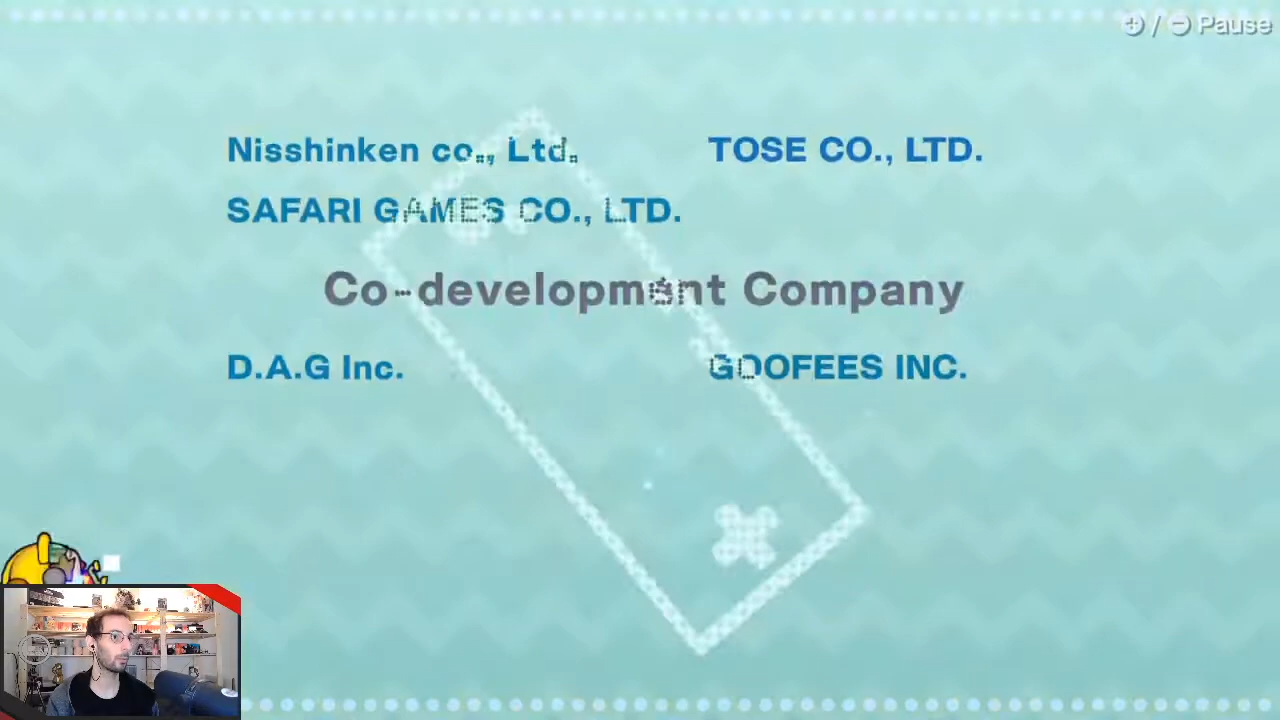 ⊕/⊖ Pause
Nisshinken co., Ltd. TOSE CO., LTD.
SAFARI GAMES CO., LTD.
Co-development Company
D.A.G Inc. GOOFEES INC.